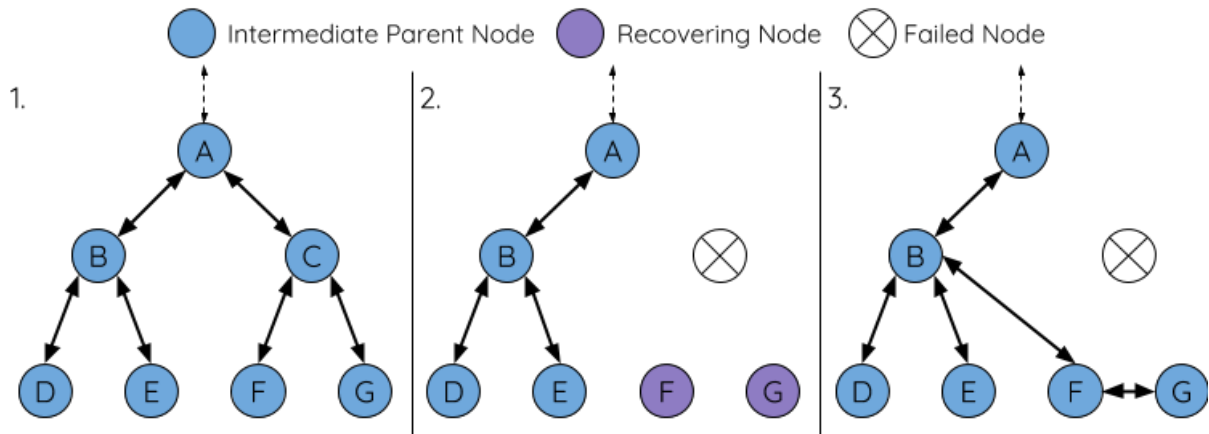 Intermediate Parent Node Recovering Node Failed Node
1. 2. 3.
A A A
B C B B
D E F G D E F G D E F G